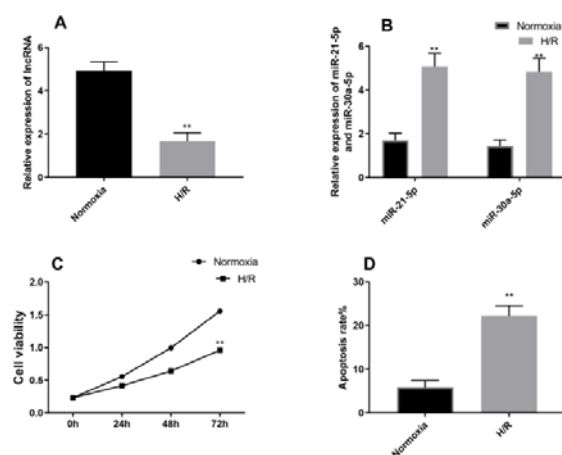 A
Relative expression of lncRNA
8
6
4
2
0
**
Normoxia
H/R
B
Normoxia
H/R
Relative expression of miR-21-5p
and miR-30a-5p
6
4
2
0
**
**
miR-21-5p
miR-30a-5p
C
Normoxia
H/R
Cell viability
2.0
1.5
1.0
0.5
0.0
**
0h
24h
48h
72h
D
Apoptosis rate%
30
20
10
0
**
Normoxia
H/R